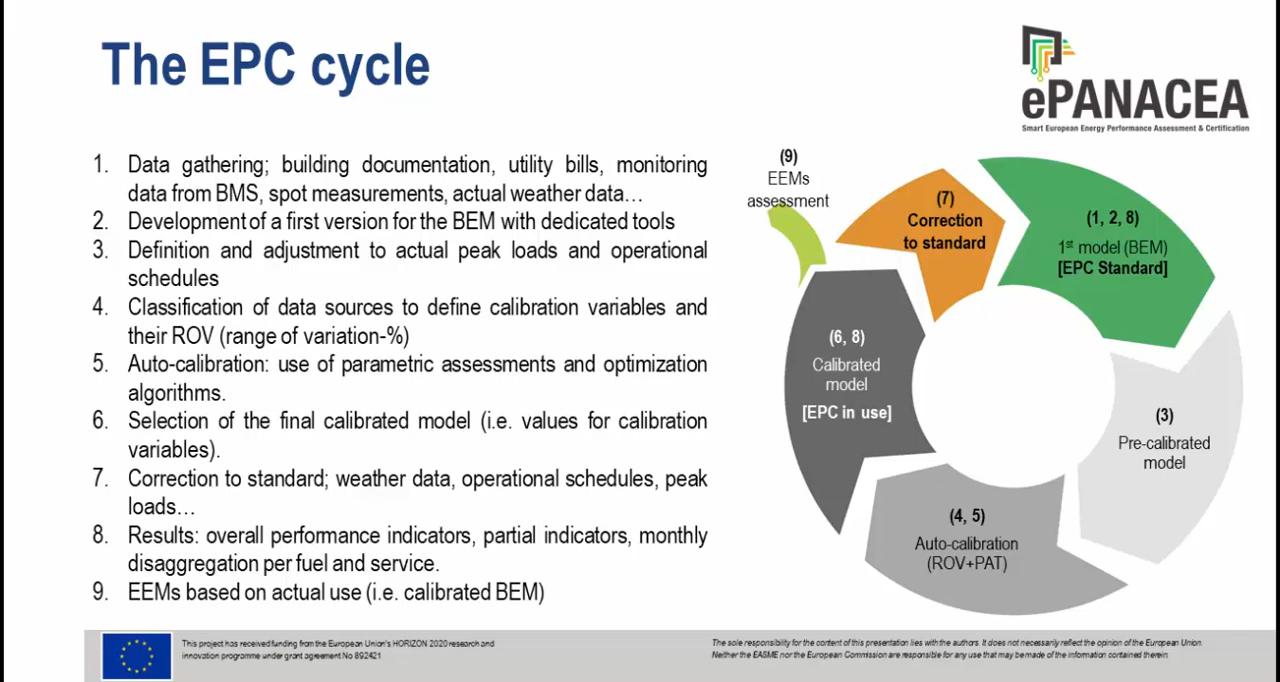 The EPC cycle
ePANACEA
Smart European Energy Performance Assessment & Certification
1. Data gathering; building documentation, utility bills, monitoring
data from BMS, spot measurements, actual weather data…
2. Development of a first version for the BEM with dedicated tools
3. Definition and adjustment to actual peak loads and operational
schedules
4. Classification of data sources to define calibration variables and
their ROV (range of variation-%)
5. Auto-calibration: use of parametric assessments and optimization
algorithms.
6. Selection of the final calibrated model (i.e. values for calibration
variables).
7. Correction to standard; weather data, operational schedules, peak
loads…
8. Results: overall performance indicators, partial indicators, monthly
disaggregation per fuel and service.
9. EEMs based on actual use (i.e. calibrated BEM)
(9)
EEMs
assessment
(7)
Correction
to standard
(1, 2, 8)
1st model (BEM)
[EPC Standard]
(6, 8)
Calibrated
model
[EPC in use]
(3)
Pre-calibrated
model
(4, 5)
Auto-calibration
(ROV+PAT)
This project has received funding from the European Union's HORIZON 2020 research and
innovation programme under grant agreement No 892421
The sole responsibility for the content of this presentation lies with the authors. It does not necessarily reflect the opinion of the European Union.
Neither the EASME nor the European Commission are responsible for any use that may be made of the information contained therein.